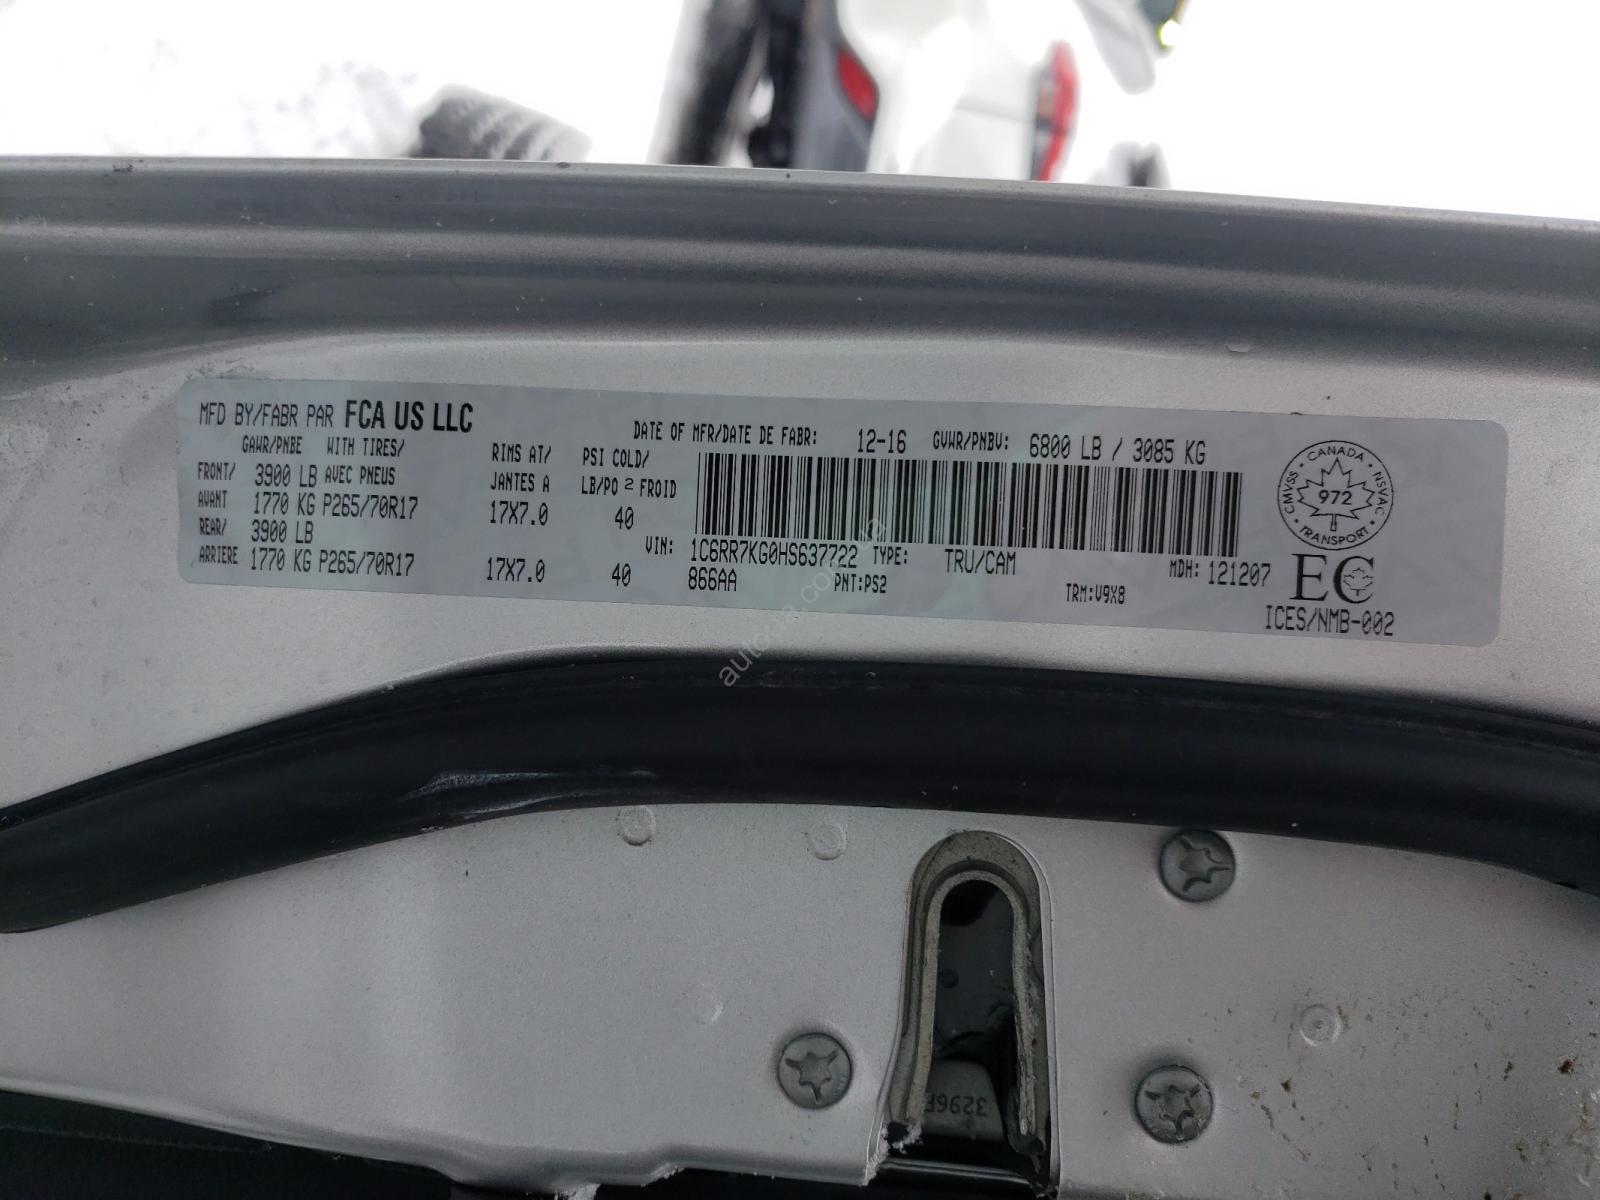 MFD BY/FABR PAR FCA US LLC
DATE OF MFR/DATE DE FABR: 12-16 GVWR/PNBV: 6800 LB / 3085 KG
GAWR/PNBE WITH TIRES/ RIMS AT/ PSI COLD/
FRONT/ 3900 LB AVEC PNEUS JANTES A LB/PO² FROID
AVANT 1770 KG P265/70R17 17X7.0 40
REAR/ 3900 LB
ARRIERE 1770 KG P265/70R17 17X7.0 40
VIN: 1C6RR7KG0HS637722 TYPE: TRU/CAM MDH: 121207
866AA PNT:PS2 TRM:V9X8
CANADA
CMVSS 972 NSVAC
TRANSPORT
EC
ICES/NMB-002